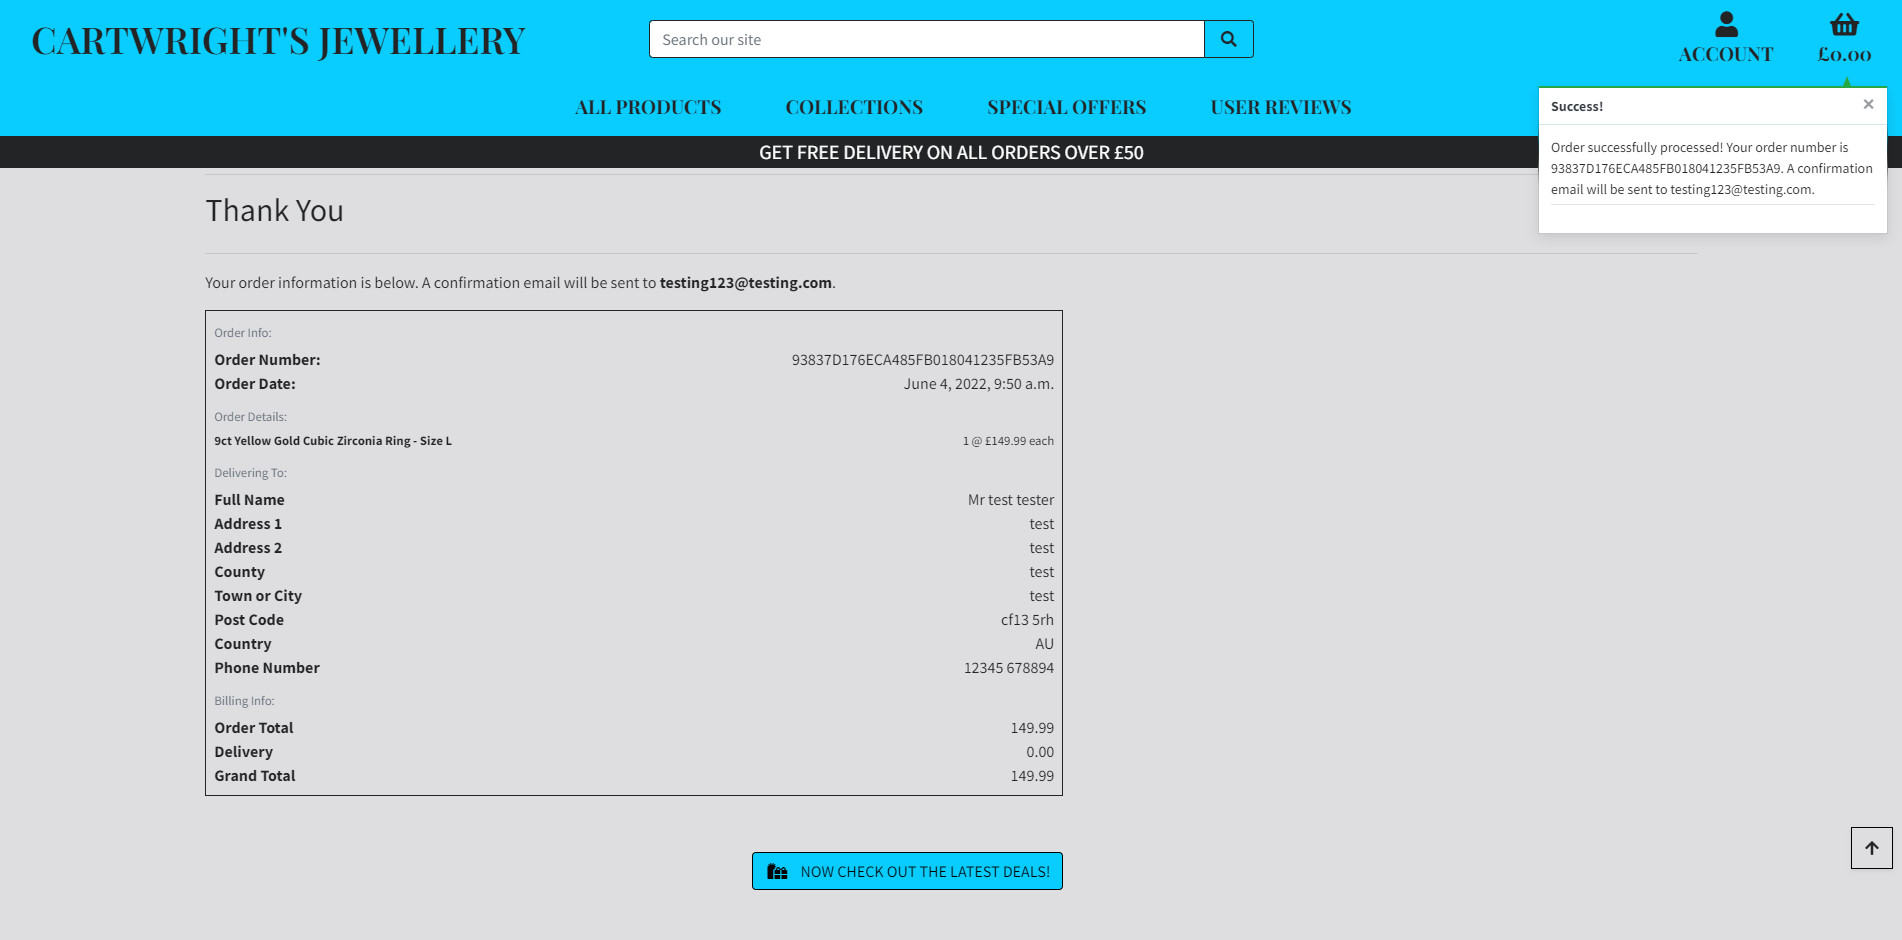 CARTWRIGHT'S JEWELLERY
Search our site
ACCOUNT
£0.00
ALL PRODUCTS
COLLECTIONS
SPECIAL OFFERS
USER REVIEWS
GET FREE DELIVERY ON ALL ORDERS OVER £50
Success!
×
Order successfully processed! Your order number is
93837D176ECA485FB018041235FB53A9. A confirmation
email will be sent to testing123@testing.com.
Thank You
Your order information is below. A confirmation email will be sent to testing123@testing.com.
Order Info:
Order Number: 93837D176ECA485FB018041235FB53A9
Order Date: June 4, 2022, 9:50 a.m.
Order Details:
9ct Yellow Gold Cubic Zirconia Ring - Size L 1 @ £149.99 each
Delivering To:
Full Name Mr test tester
Address 1 test
Address 2 test
County test
Town or City test
Post Code cf13 5rh
Country AU
Phone Number 12345 678894
Billing Info:
Order Total 149.99
Delivery 0.00
Grand Total 149.99
NOW CHECK OUT THE LATEST DEALS!